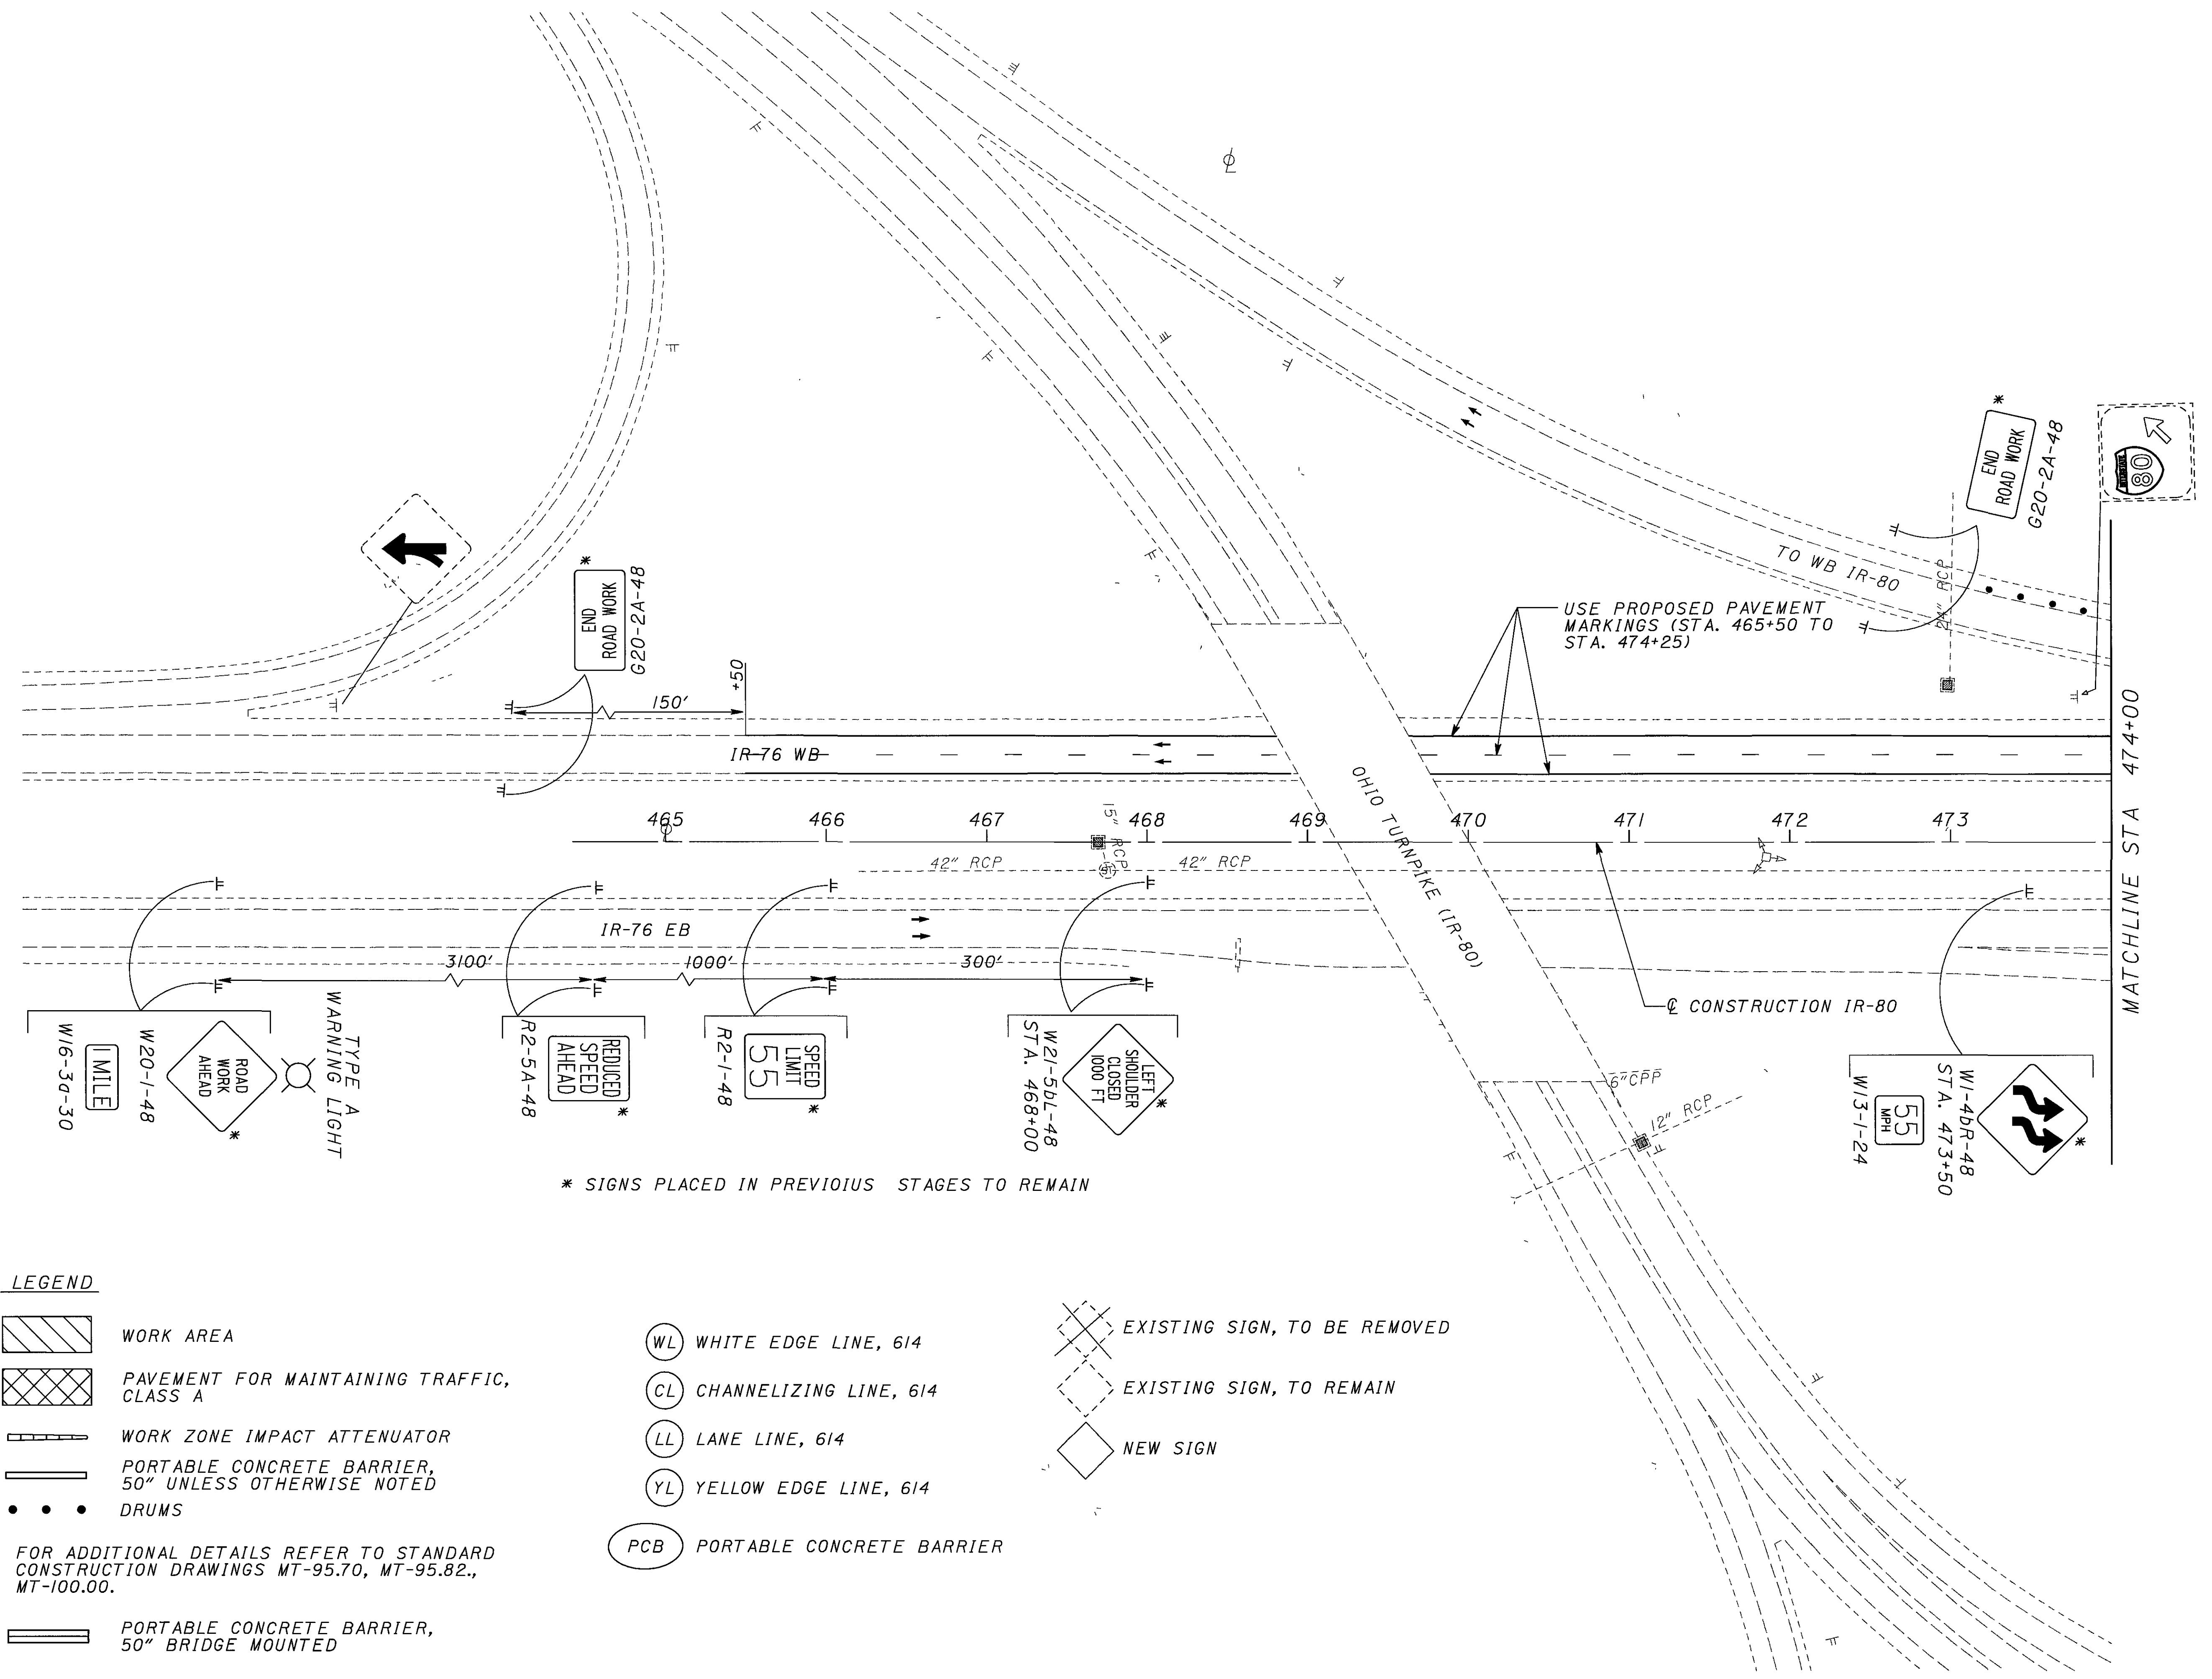 80
*
END
ROAD WORK
G20-2A-48
TO WB IR-80
24" RCP
*
END
ROAD WORK
G20-2A-48
USE PROPOSED PAVEMENT
MARKINGS (STA. 465+50 TO
STA. 474+25)
+50
150'
IR-76 WB
MATCHLINE STA 474+00
OHIO TURNPIKE (IR-80)
465 466 467 468 469 470 471 472 473
15" RCP
42" RCP
42" RCP
IR-76 EB
3100'
1000'
300'
℄ CONSTRUCTION IR-80
TYPE A
WARNING LIGHT
ROAD
WORK
AHEAD
*
W20-1-48
1 MILE
W16-3a-30
REDUCED
SPEED
AHEAD
*
R2-5A-48
SPEED
LIMIT
55
*
R2-1-48
LEFT
SHOULDER
CLOSED
1000 FT
*
W21-5bL-48
STA. 468+00
6"CPP
12" RCP
*
W1-4bR-48
STA. 473+50
55
MPH
W13-1-24
* SIGNS PLACED IN PREVIOIUS STAGES TO REMAIN
LEGEND
WORK AREA
PAVEMENT FOR MAINTAINING TRAFFIC,
CLASS A
WORK ZONE IMPACT ATTENUATOR
PORTABLE CONCRETE BARRIER,
50" UNLESS OTHERWISE NOTED
DRUMS
FOR ADDITIONAL DETAILS REFER TO STANDARD
CONSTRUCTION DRAWINGS MT-95.70, MT-95.82.,
MT-100.00.
PORTABLE CONCRETE BARRIER,
50" BRIDGE MOUNTED
WL WHITE EDGE LINE, 614
CL CHANNELIZING LINE, 614
LL LANE LINE, 614
YL YELLOW EDGE LINE, 614
PCB PORTABLE CONCRETE BARRIER
EXISTING SIGN, TO BE REMOVED
EXISTING SIGN, TO REMAIN
NEW SIGN